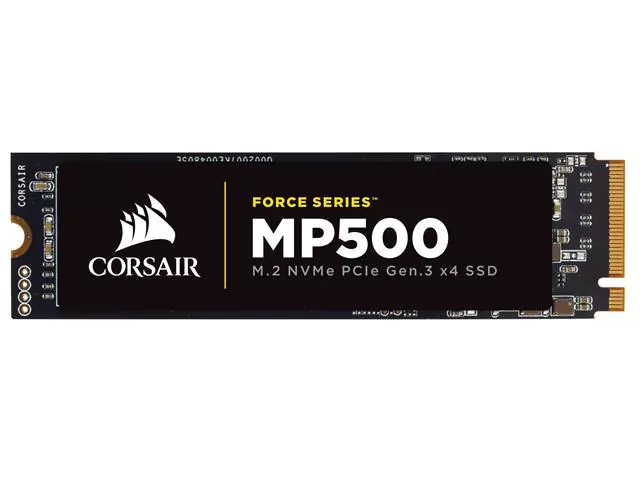 CORSAIR
CORSAIR
FORCE SERIES™
MP500
M.2 NVMe PCIe Gen.3 x4 SSD